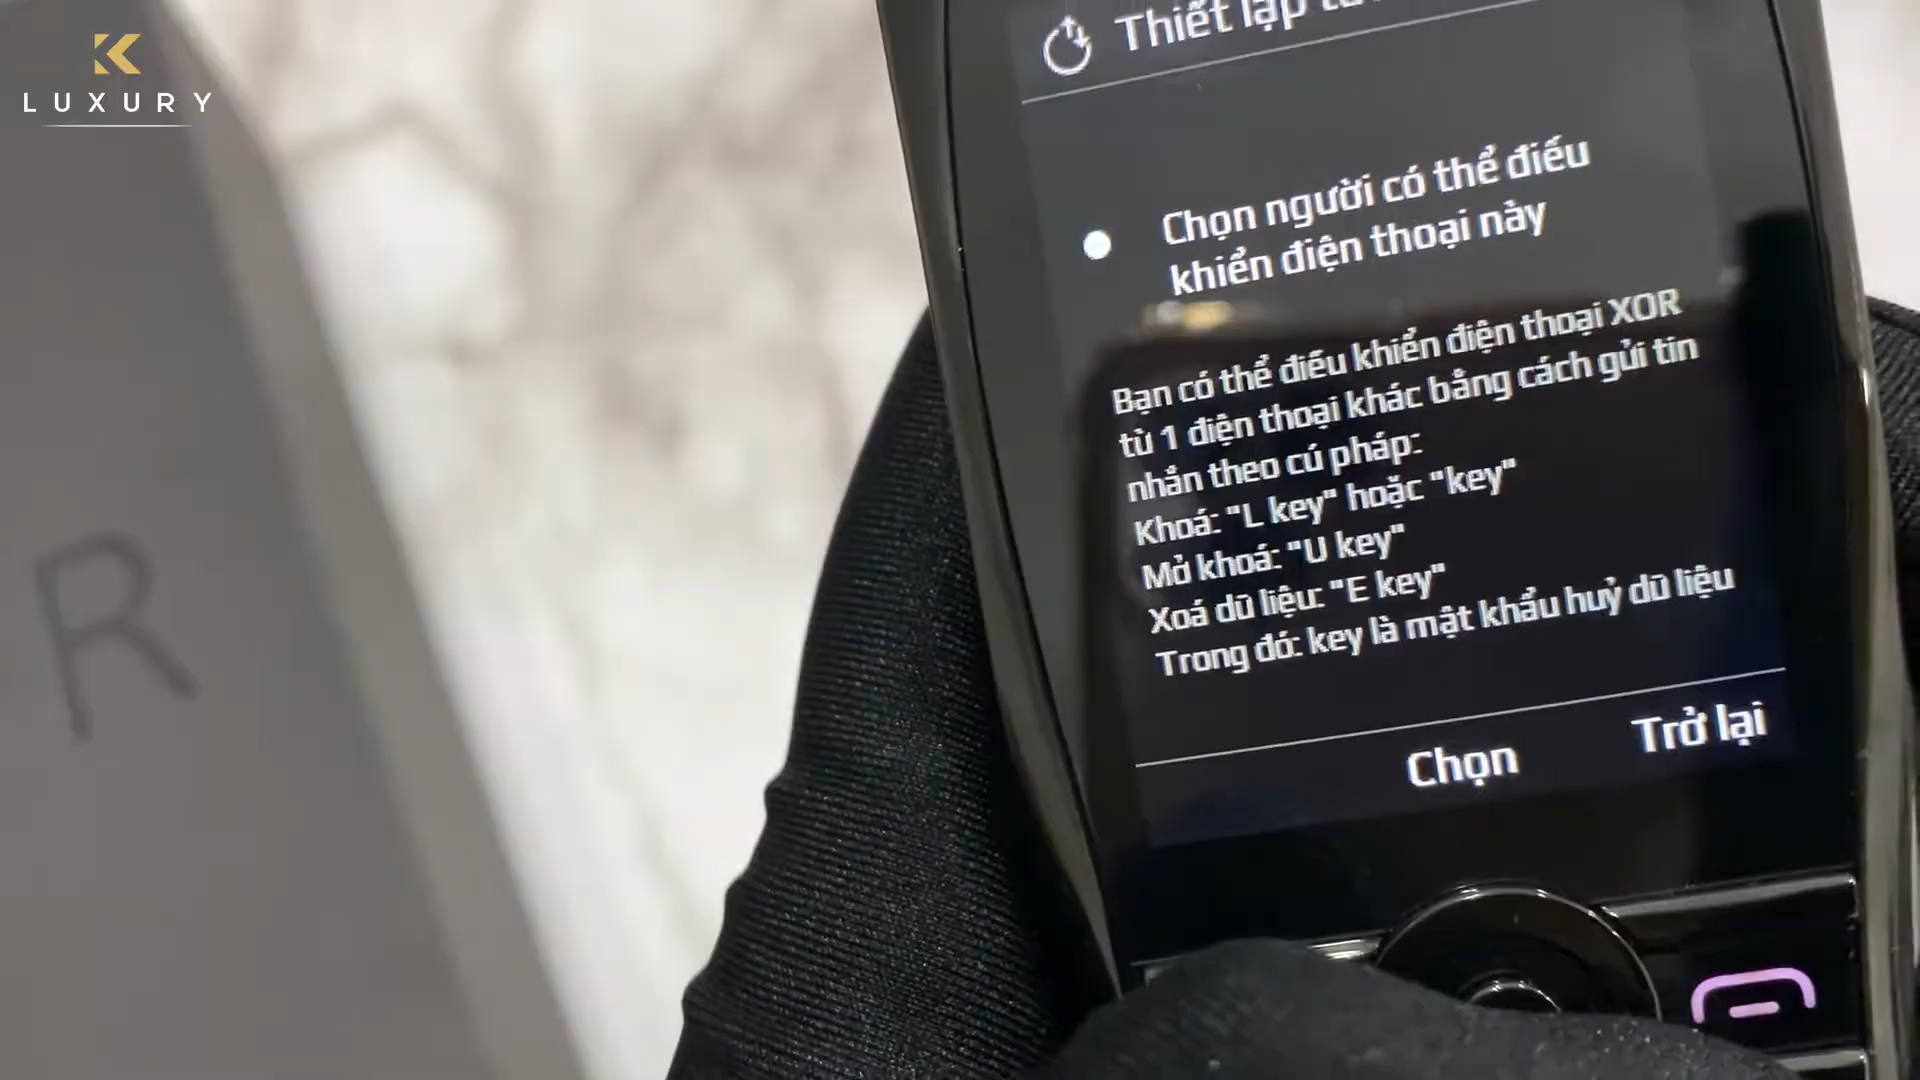 K
LUXURY
Thiết lập
Chọn người có thể điều
khiển điện thoại này
Bạn có thể điều khiển điện thoại XOR
từ 1 điện thoại khác bằng cách gửi tin
nhắn theo cú pháp:
Khoá: "L key" hoặc "key"
Mở khoá: "U key"
Xoá dữ liệu: "E key"
Trong đó: key là mật khẩu huỷ dữ liệu
Chọn
Trở lại
R